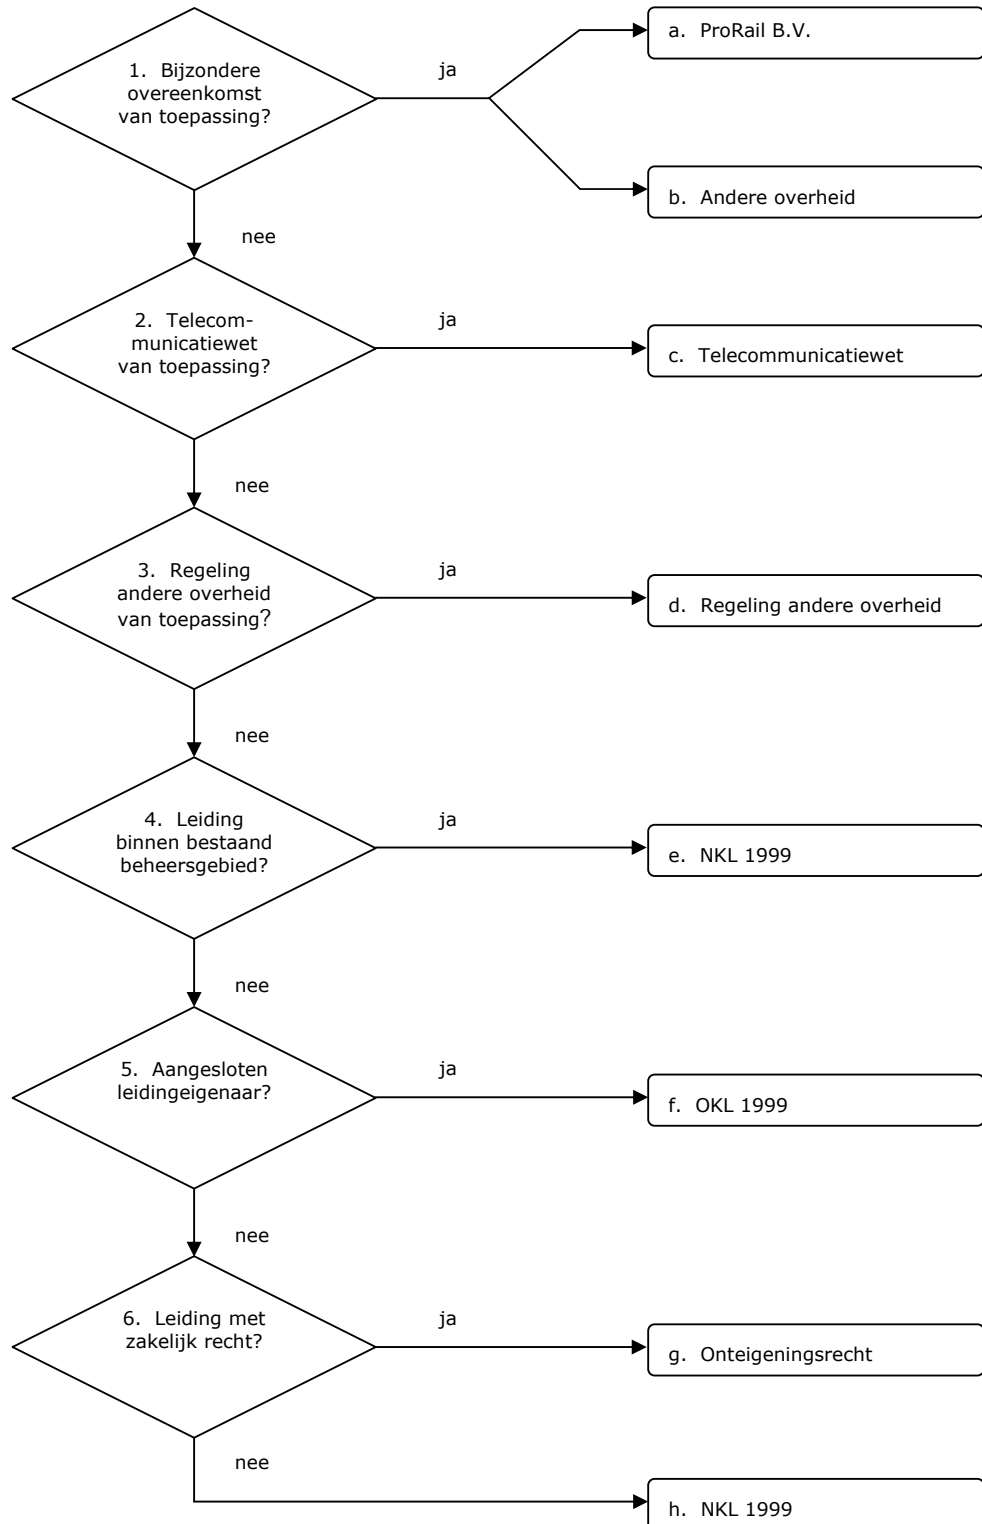 1. Bijzondere
overeenkomst
van toepassing?
ja
a. ProRail B.V.
b. Andere overheid
nee
2. Telecom-
municatiewet
van toepassing?
ja
c. Telecommunicatiewet
nee
3. Regeling
andere overheid
van toepassing?
ja
d. Regeling andere overheid
nee
4. Leiding
binnen bestaand
beheersgebied?
ja
e. NKL 1999
nee
5. Aangesloten
leidingeigenaar?
ja
f. OKL 1999
nee
6. Leiding met
zakelijk recht?
ja
g. Onteigeningsrecht
nee
h. NKL 1999